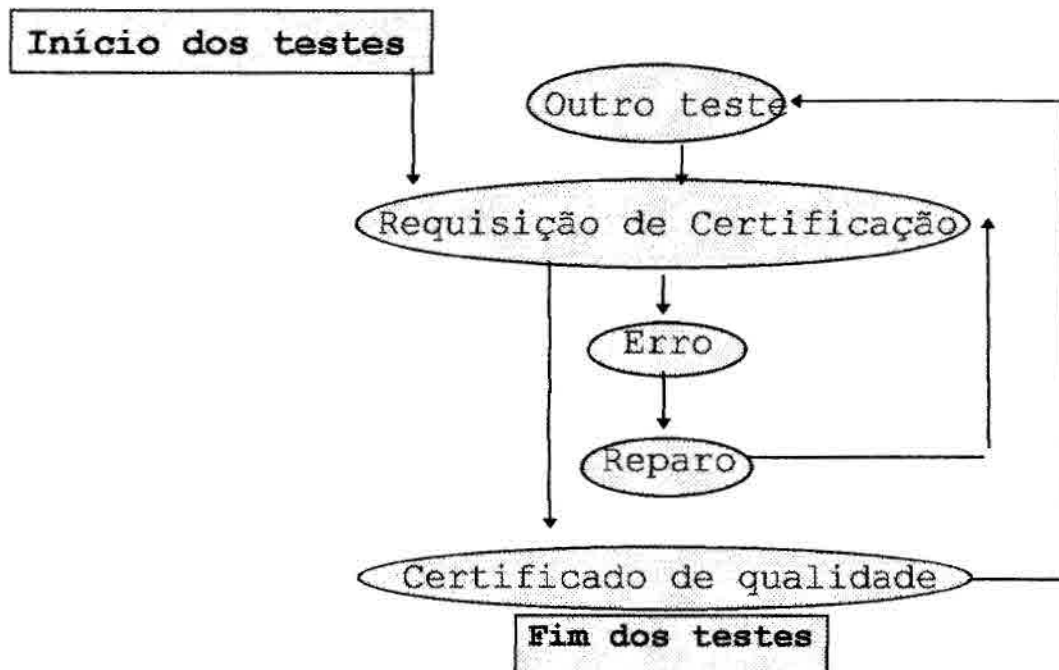 Início dos testes
Outro teste
Requisição de Certificação
Erro
Reparo
Certificado de qualidade
Fim dos testes